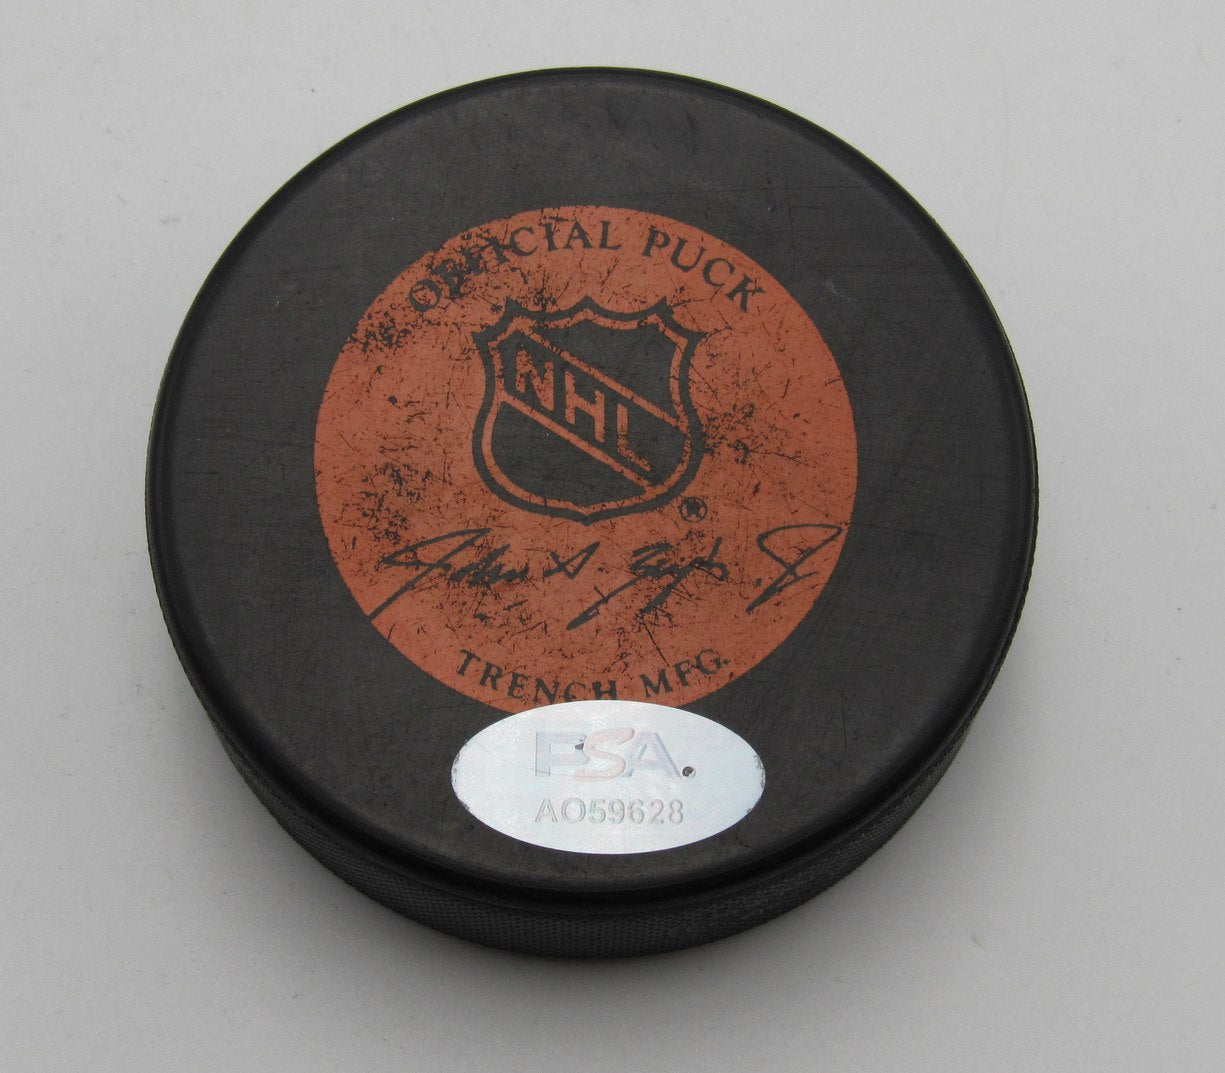 OFFICIAL PUCK
NHL
®
TRENCH MFG.
PSA
AO59628